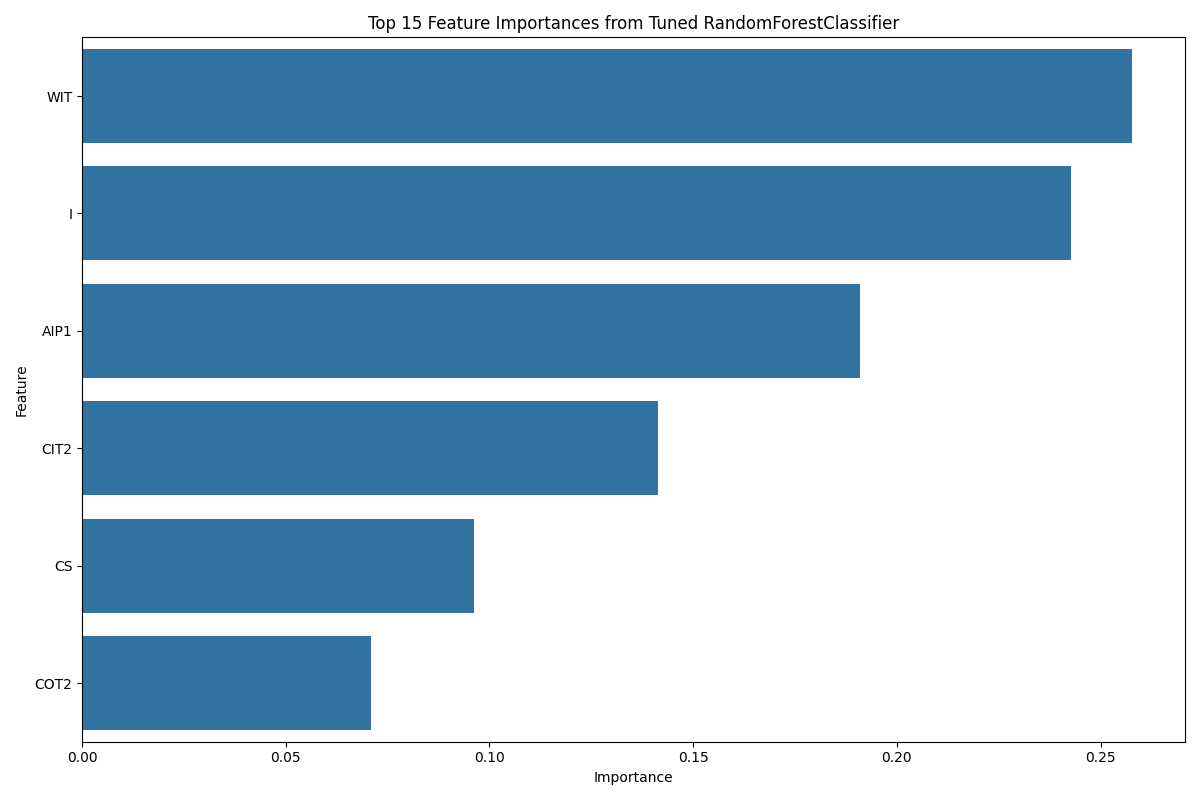 Top 15 Feature Importances from Tuned RandomForestClassifier
WIT
I
AIP1
CIT2
CS
COT2
Feature
0.00 0.05 0.10 0.15 0.20 0.25
Importance